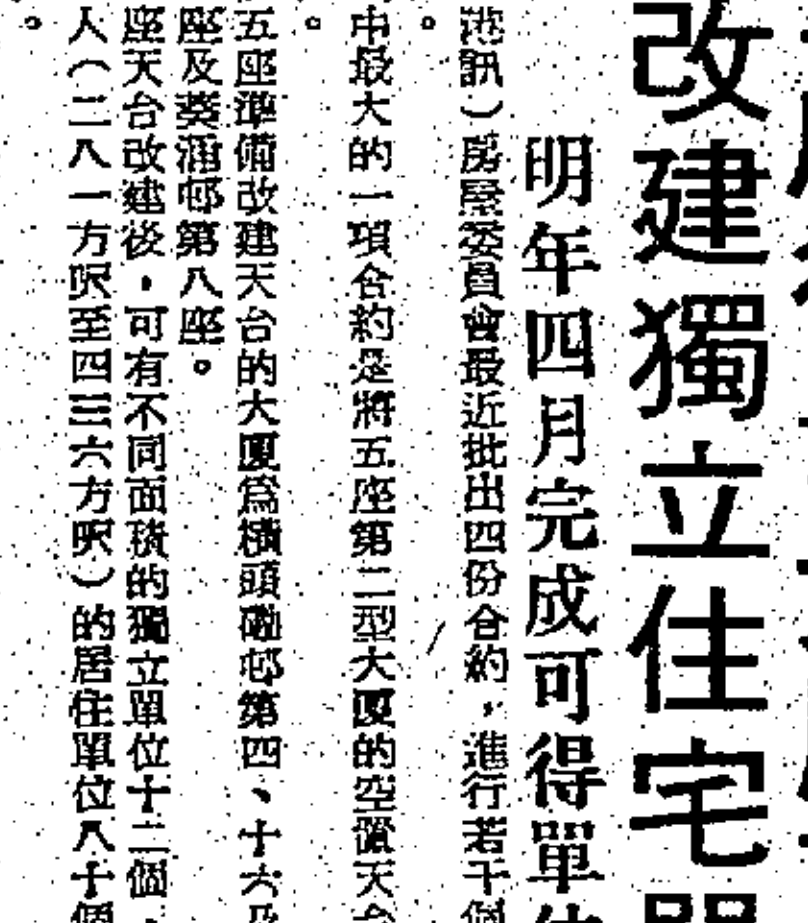 改建獨立住宅單
明年四月完成可得單位
港訊）房屋委員會最近批出四份合約，進行若干個
。
中最大的一項合約是將五座第二型大廈的空置天台
。
五座準備改建天台的大廈為橫頭磡邨第四、十六及
座及葵涌邨第八座。
座天台改建後，可有不同面積的獨立單位十二個，
人（二八一方呎至四三六方呎）的居住單位八十個
。